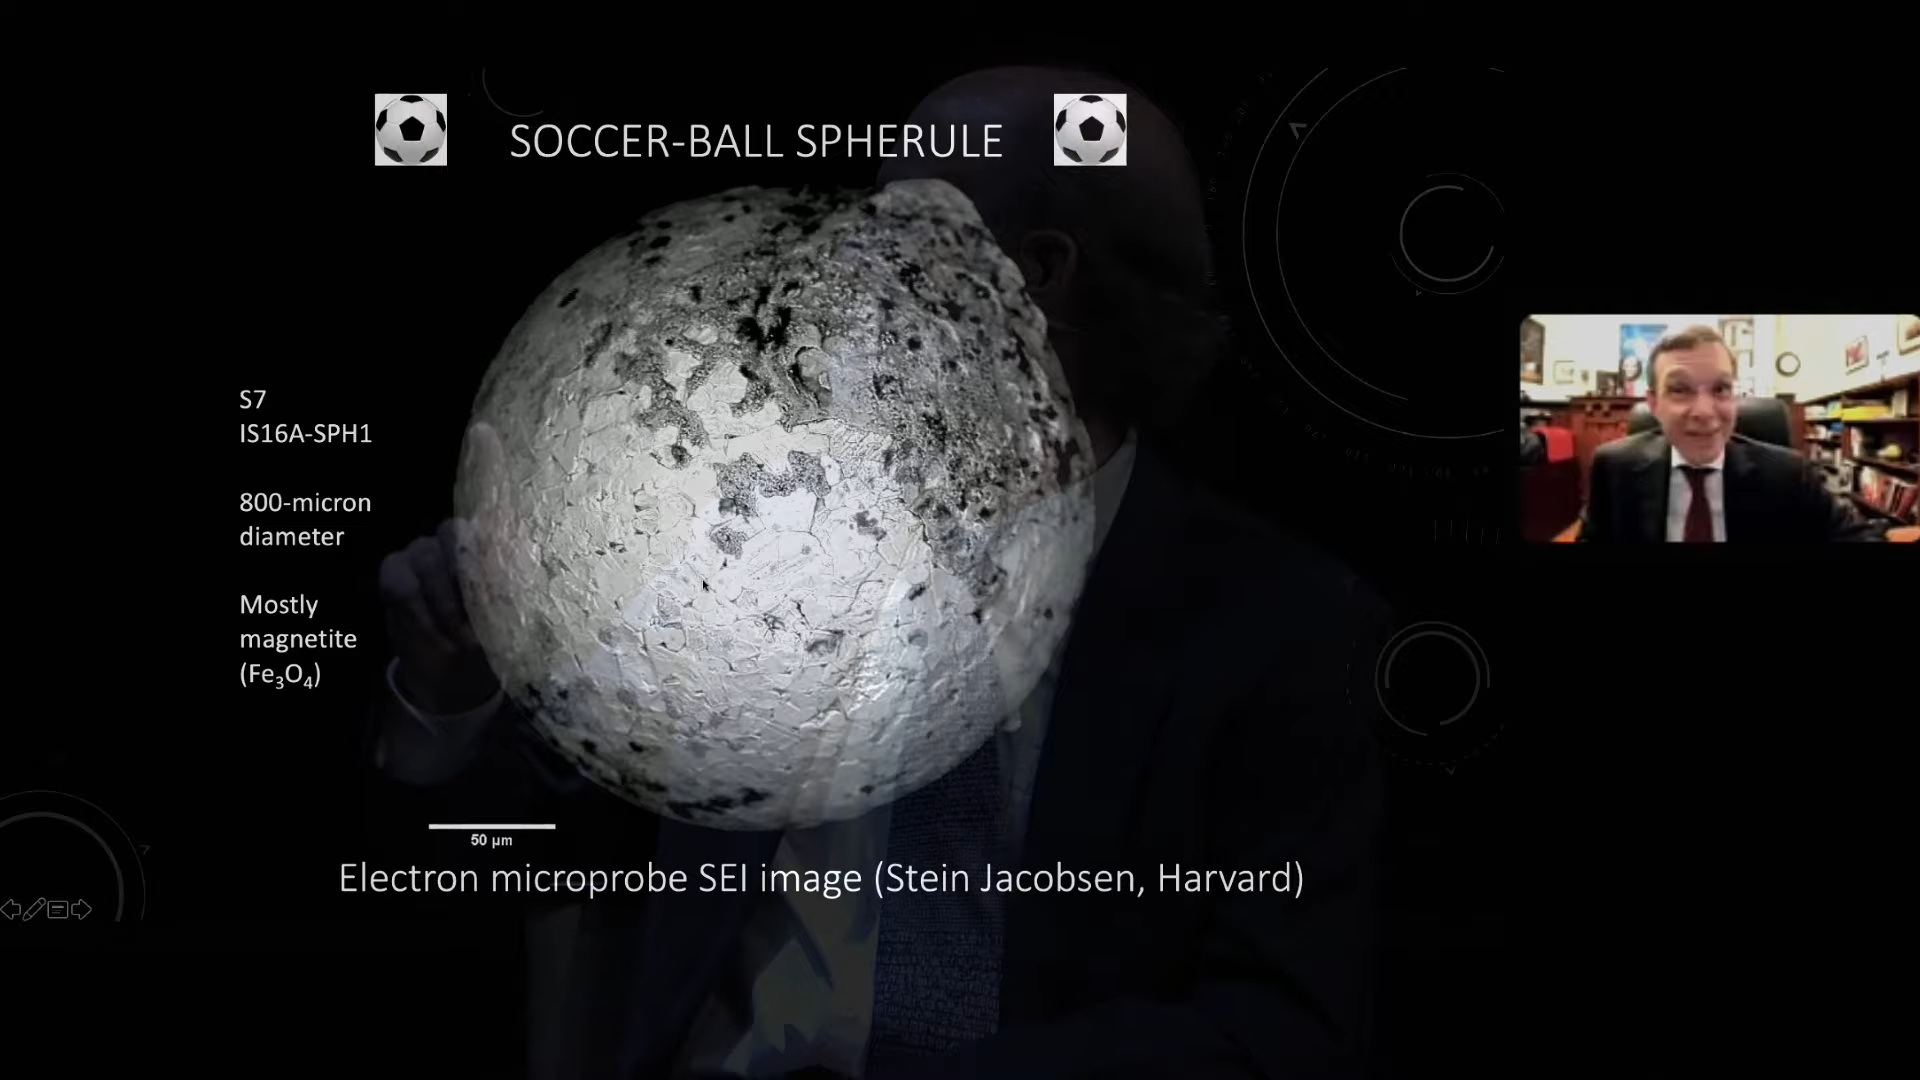 SOCCER-BALL SPHERULE
S7
IS16A-SPH1
800-micron
diameter
Mostly
magnetite
(Fe₃O₄)
50 µm
Electron microprobe SEI image (Stein Jacobsen, Harvard)